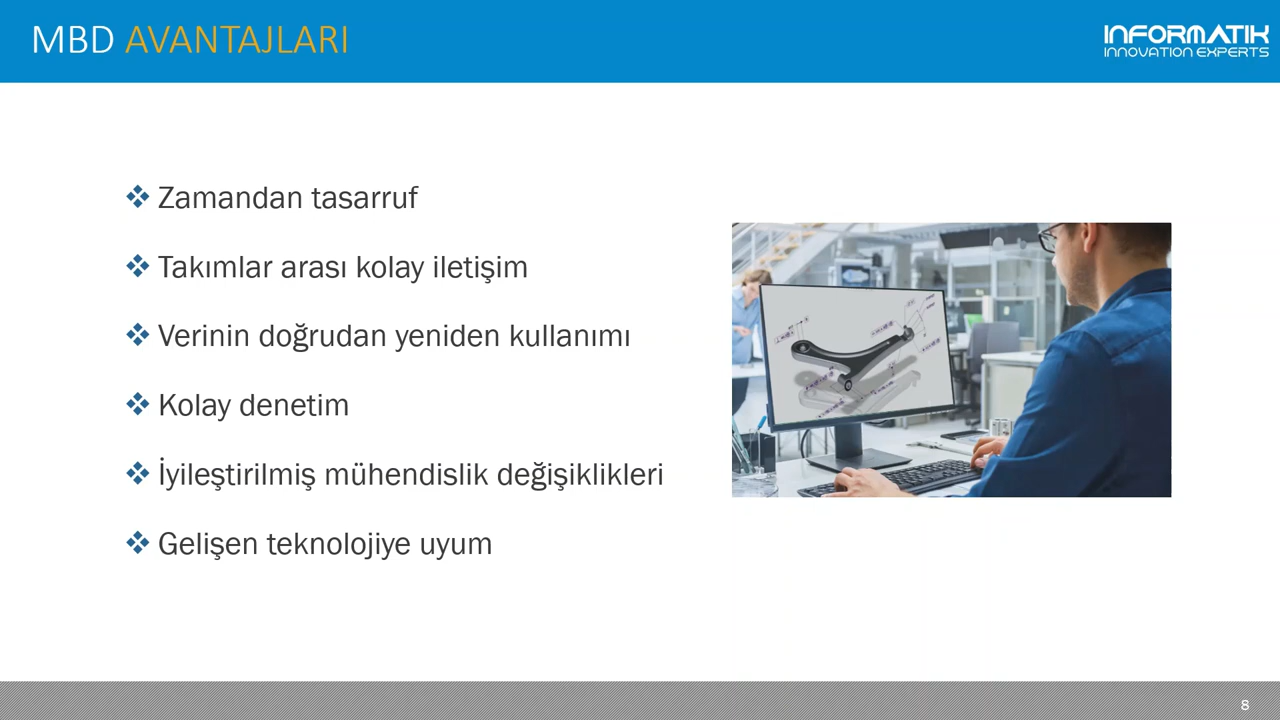 MBD AVANTAJLARI
INFORMATIK
INNOVATION EXPERTS
Zamandan tasarruf
Takımlar arası kolay iletişim
Verinin doğrudan yeniden kullanımı
Kolay denetim
İyileştirilmiş mühendislik değişiklikleri
Gelişen teknolojiye uyum
8